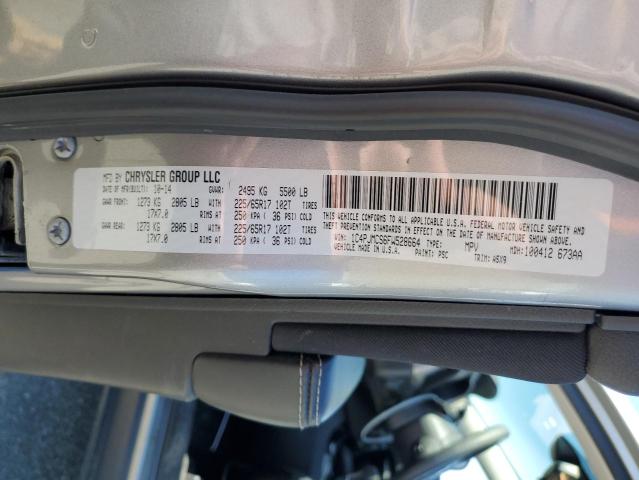 MFD BY CHRYSLER GROUP LLC
DATE OF MFR(BUILT): 10-14 GVWR: 2495 KG 5500 LB
GAWR FRONT: 1273 KG 2805 LB WITH 225/65R17 102T TIRES
17X7.0 RIMS AT 250 KPA ( 36 PSI) COLD
GAWR REAR: 1273 KG 2805 LB WITH 225/65R17 102T TIRES
17X7.0 RIMS AT 250 KPA ( 36 PSI) COLD
THIS VEHICLE CONFORMS TO ALL APPLICABLE U.S.A. FEDERAL MOTOR VEHICLE SAFETY AND
THEFT PREVENTION STANDARDS IN EFFECT ON THE DATE OF MANUFACTURE SHOWN ABOVE.
VIN: 1C4PJMCS6FW528664 TYPE: MPV MDH: 100412 673AA
VEHICLE MADE IN U.S.A. PAINT: PSC TRIM: A5X9